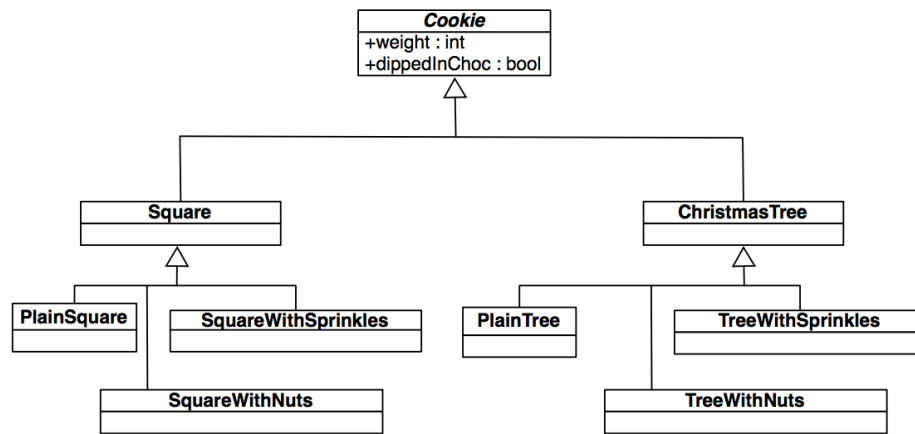 Cookie
+weight : int
+dippedInChoc : bool
Square
ChristmasTree
PlainSquare
SquareWithSprinkles
PlainTree
TreeWithSprinkles
SquareWithNuts
TreeWithNuts